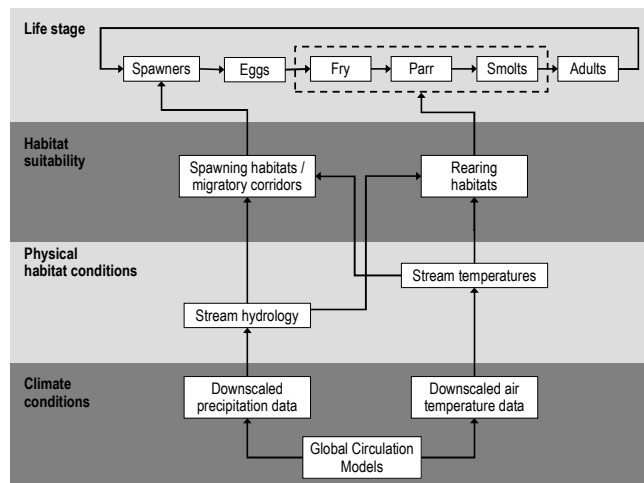 Life stage
Spawners
Eggs
Fry
Parr
Smolts
Adults
Habitat
suitability
Spawning habitats /
migratory corridors
Rearing
habitats
Physical
habitat conditions
Stream temperatures
Stream hydrology
Climate
conditions
Downscaled
precipitation data
Downscaled air
temperature data
Global Circulation
Models